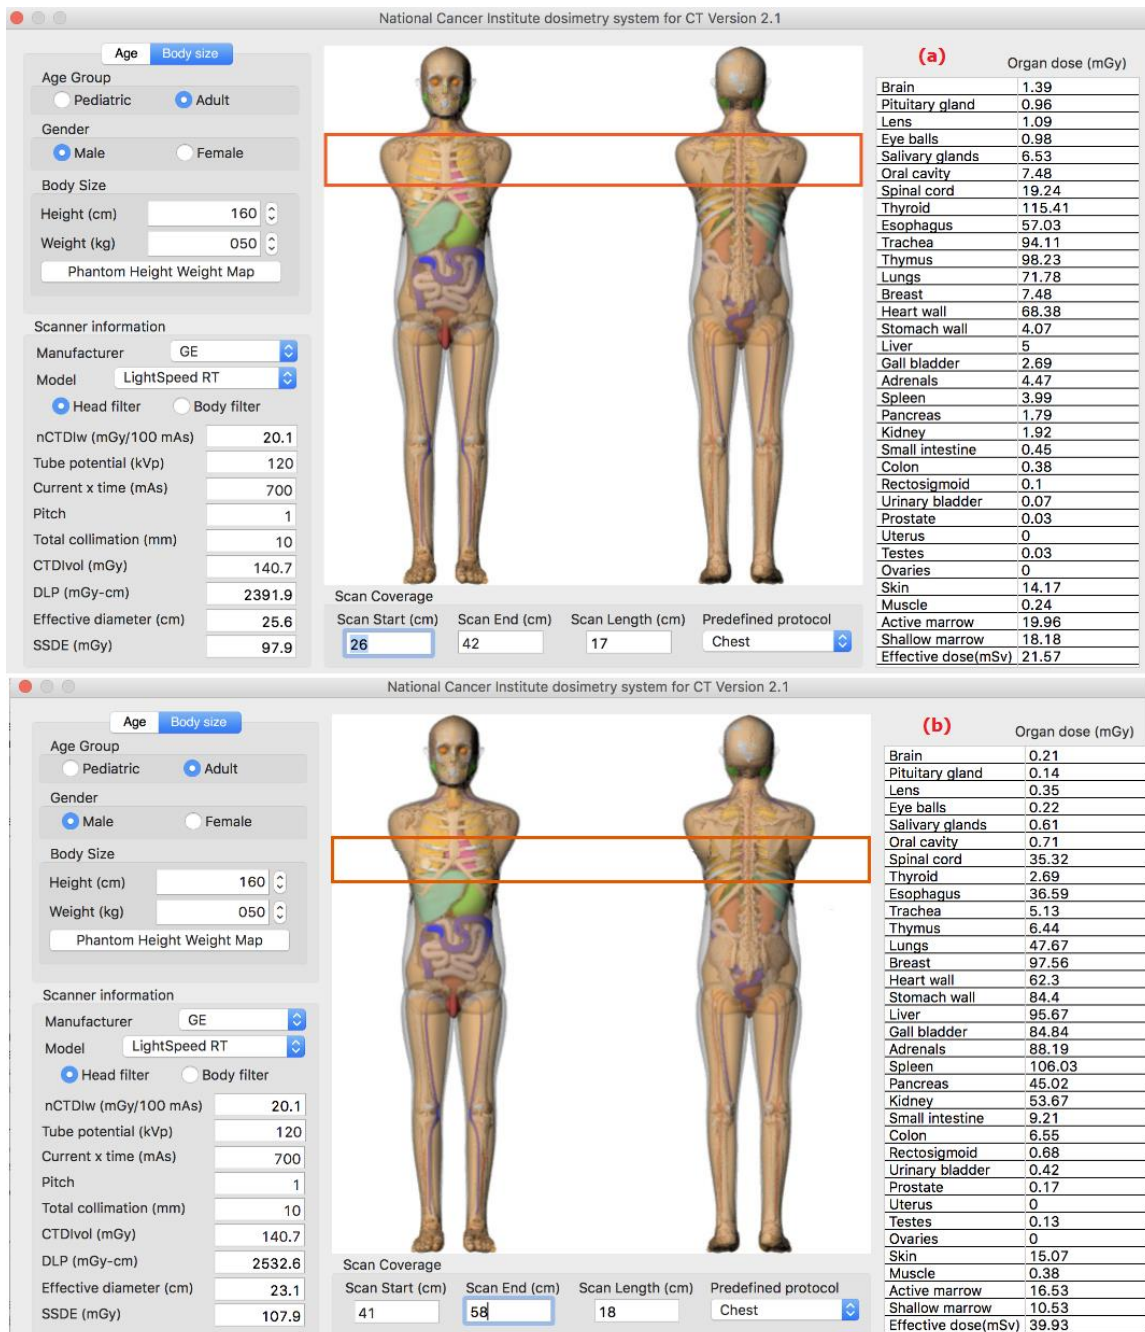 National Cancer Institute dosimetry system for CT Version 2.1
Age Body size
Age Group
Pediatric Adult
Gender
Male Female
Body Size
Height (cm) 160
Weight (kg) 050
Phantom Height Weight Map
Scanner information
Manufacturer GE
Model LightSpeed RT
Head filter Body filter
nCTDIw (mGy/100 mAs) 20.1
Tube potential (kVp) 120
Current x time (mAs) 700
Pitch 1
Total collimation (mm) 10
CTDIvol (mGy) 140.7
DLP (mGy-cm) 2391.9
Effective diameter (cm) 25.6
SSDE (mGy) 97.9
Scan Coverage
Scan Start (cm) Scan End (cm) Scan Length (cm) Predefined protocol
26 42 17 Chest
(a)
Organ dose (mGy)
Brain 1.39
Pituitary gland 0.96
Lens 1.09
Eye balls 0.98
Salivary glands 6.53
Oral cavity 7.48
Spinal cord 19.24
Thyroid 115.41
Esophagus 57.03
Trachea 94.11
Thymus 98.23
Lungs 71.78
Breast 7.48
Heart wall 68.38
Stomach wall 4.07
Liver 5
Gall bladder 2.69
Adrenals 4.47
Spleen 3.99
Pancreas 1.79
Kidney 1.92
Small intestine 0.45
Colon 0.38
Rectosigmoid 0.1
Urinary bladder 0.07
Prostate 0.03
Uterus 0
Testes 0.03
Ovaries 0
Skin 14.17
Muscle 0.24
Active marrow 19.96
Shallow marrow 18.18
Effective dose(mSv) 21.57
National Cancer Institute dosimetry system for CT Version 2.1
Age Body size
Age Group
Pediatric Adult
Gender
Male Female
Body Size
Height (cm) 160
Weight (kg) 050
Phantom Height Weight Map
Scanner information
Manufacturer GE
Model LightSpeed RT
Head filter Body filter
nCTDIw (mGy/100 mAs) 20.1
Tube potential (kVp) 120
Current x time (mAs) 700
Pitch 1
Total collimation (mm) 10
CTDIvol (mGy) 140.7
DLP (mGy-cm) 2532.6
Effective diameter (cm) 23.1
SSDE (mGy) 107.9
Scan Coverage
Scan Start (cm) Scan End (cm) Scan Length (cm) Predefined protocol
41 58 18 Chest
(b)
Organ dose (mGy)
Brain 0.21
Pituitary gland 0.14
Lens 0.35
Eye balls 0.22
Salivary glands 0.61
Oral cavity 0.71
Spinal cord 35.32
Thyroid 2.69
Esophagus 36.59
Trachea 5.13
Thymus 6.44
Lungs 47.67
Breast 97.56
Heart wall 62.3
Stomach wall 84.4
Liver 95.67
Gall bladder 84.84
Adrenals 88.19
Spleen 106.03
Pancreas 45.02
Kidney 53.67
Small intestine 9.21
Colon 6.55
Rectosigmoid 0.68
Urinary bladder 0.42
Prostate 0.17
Uterus 0
Testes 0.13
Ovaries 0
Skin 15.07
Muscle 0.38
Active marrow 16.53
Shallow marrow 10.53
Effective dose(mSv) 39.93